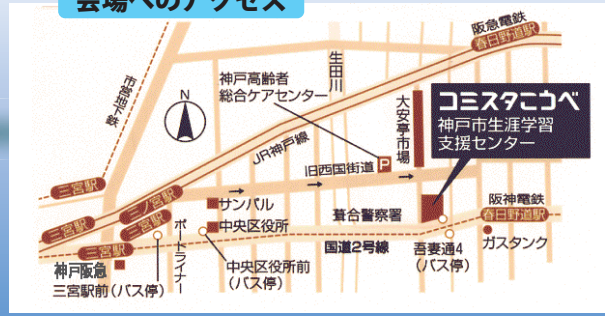 会場へのアクセス
阪急電鉄
春日野道駅
市営地下鉄
神戸高齢者
総合ケアセンター
生田川
N
大安亭市場
コミスタこうべ
神戸市生涯学習
支援センター
JR神戸線
P
旧西国街道
三宮駅
三宮駅
三ノ宮駅
三宮駅
三宮駅
サンパル
中央区役所
葺合警察署
阪神電鉄
春日野道駅
ポートライナー
国道2号線
ガスタンク
神戸阪急
三宮駅前(バス停)
中央区役所前
(バス停)
吾妻通4
(バス停)